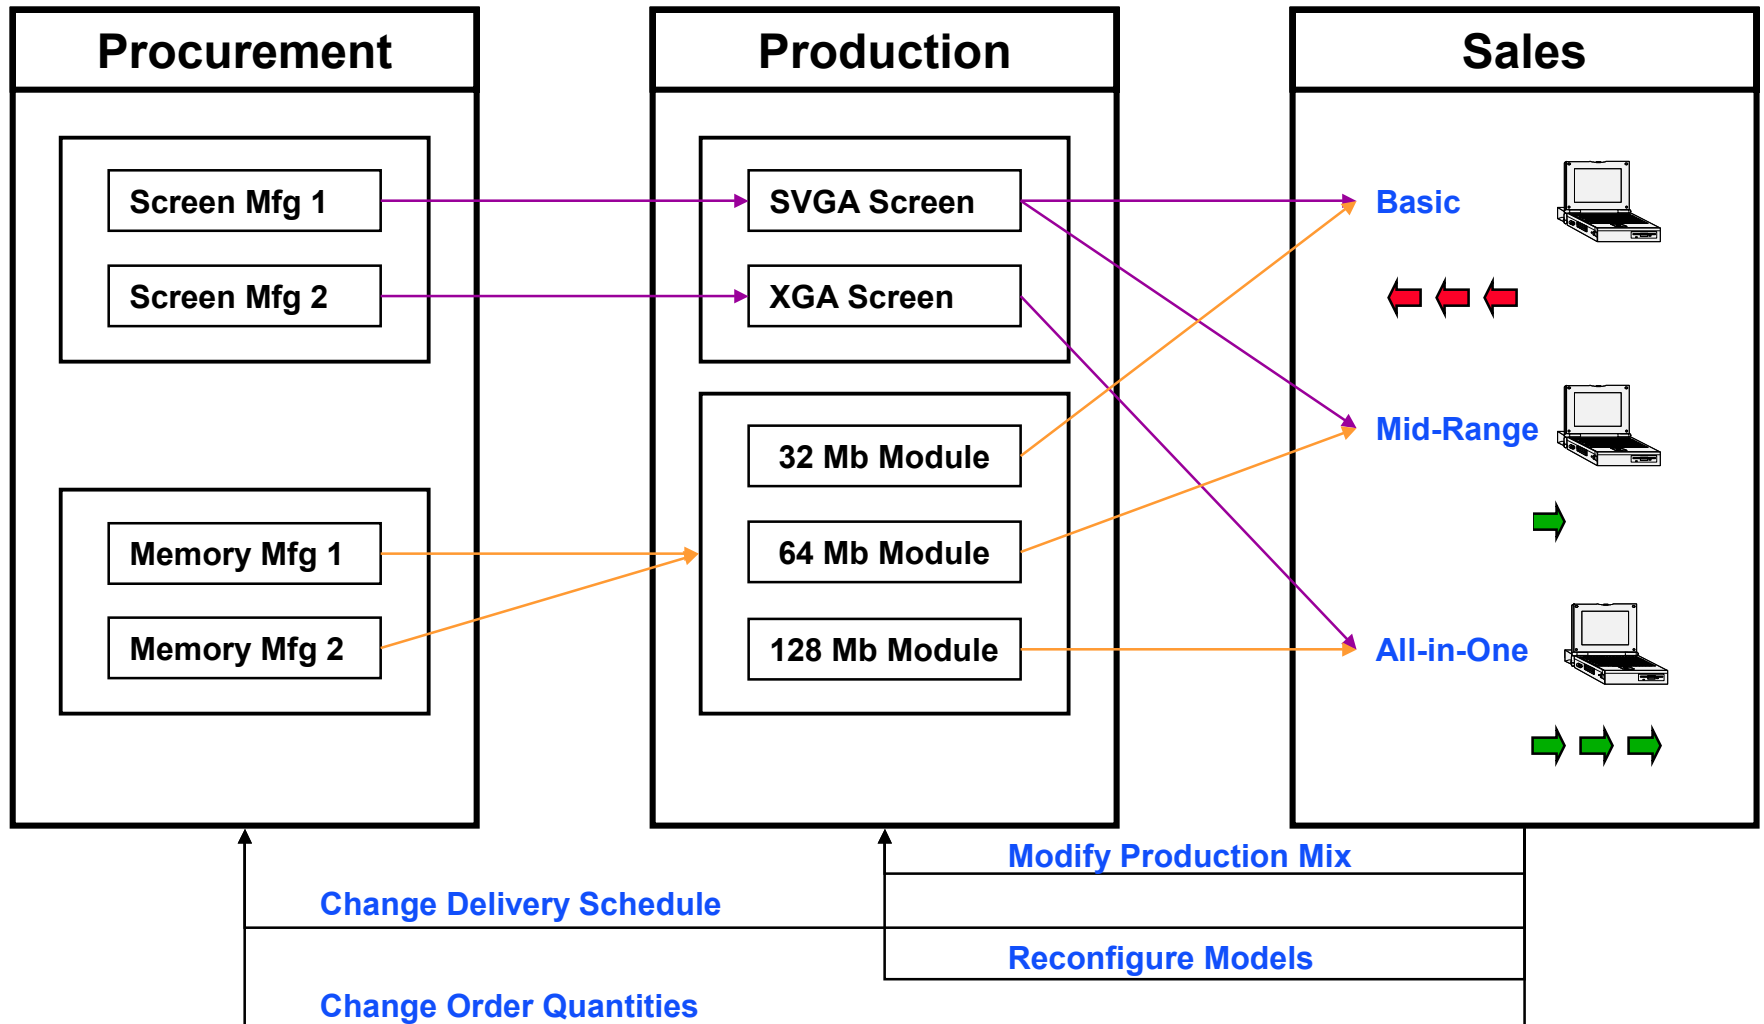 Procurement
Production
Sales
Screen Mfg 1
SVGA Screen
Basic
Screen Mfg 2
XGA Screen
Mid-Range
32 Mb Module
Memory Mfg 1
64 Mb Module
Memory Mfg 2
128 Mb Module
All-in-One
Modify Production Mix
Change Delivery Schedule
Reconfigure Models
Change Order Quantities